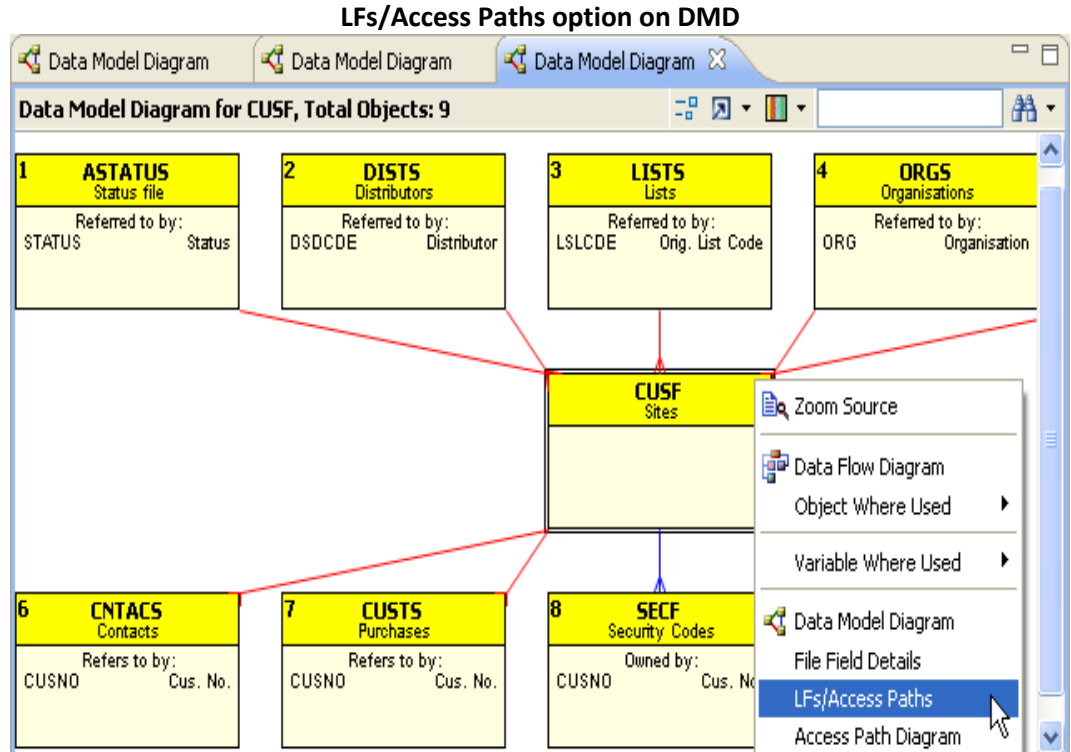 LFs/Access Paths option on DMD
Data Model Diagram
Data Model Diagram
Data Model Diagram
Data Model Diagram for CUSF, Total Objects: 9
1 ASTATUS
Status file
Referred to by:
STATUS Status
2 DISTS
Distributors
Referred to by:
DSDCDE Distributor
3 LISTS
Lists
Referred to by:
LSLCDE Orig. List Code
4 ORGS
Organisations
Referred to by:
ORG Organisation
CUSF
Sites
Zoom Source
Data Flow Diagram
Object Where Used
Variable Where Used
Data Model Diagram
File Field Details
LFs/Access Paths
Access Path Diagram
6 CNTACS
Contacts
Refers to by:
CUSNO Cus. No.
7 CUSTS
Purchases
Refers to by:
CUSNO Cus. No.
8 SECF
Security Codes
Owned by:
CUSNO Cus. No